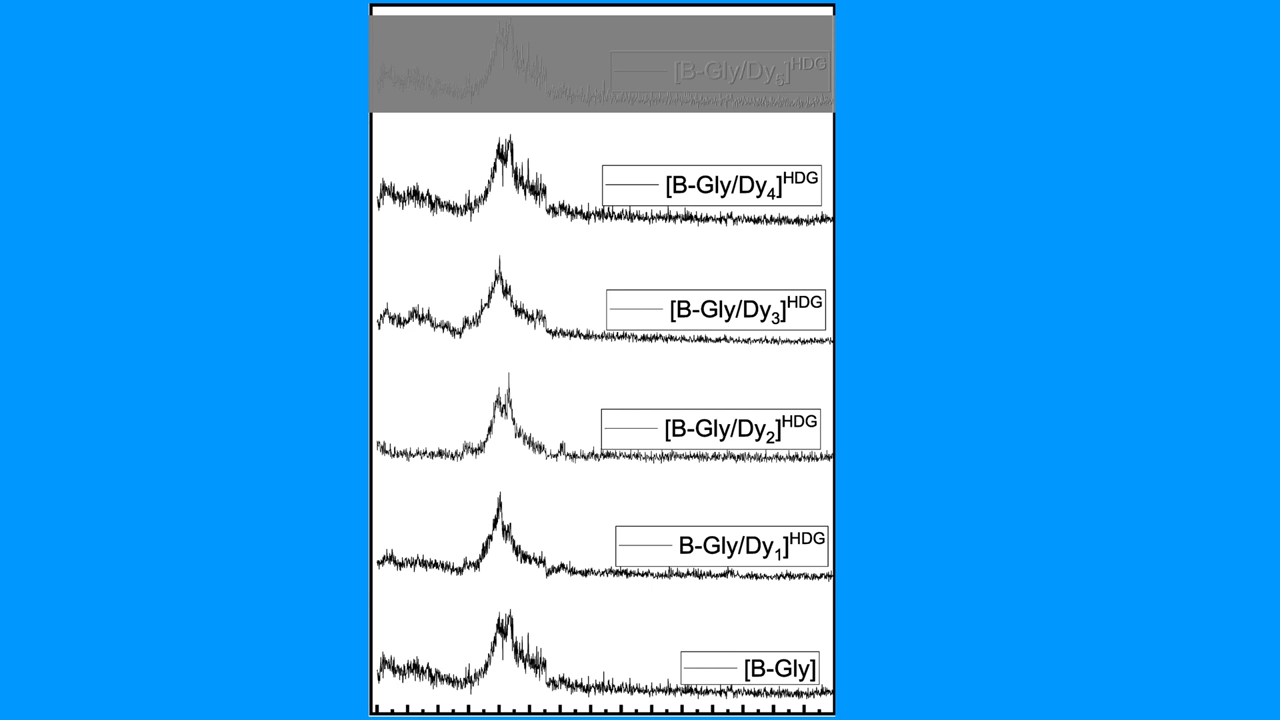 [B-Gly/Dy₅]ᴴᴰᴳ
[B-Gly/Dy₄]ᴴᴰᴳ
[B-Gly/Dy₃]ᴴᴰᴳ
[B-Gly/Dy₂]ᴴᴰᴳ
B-Gly/Dy₁]ᴴᴰᴳ
[B-Gly]